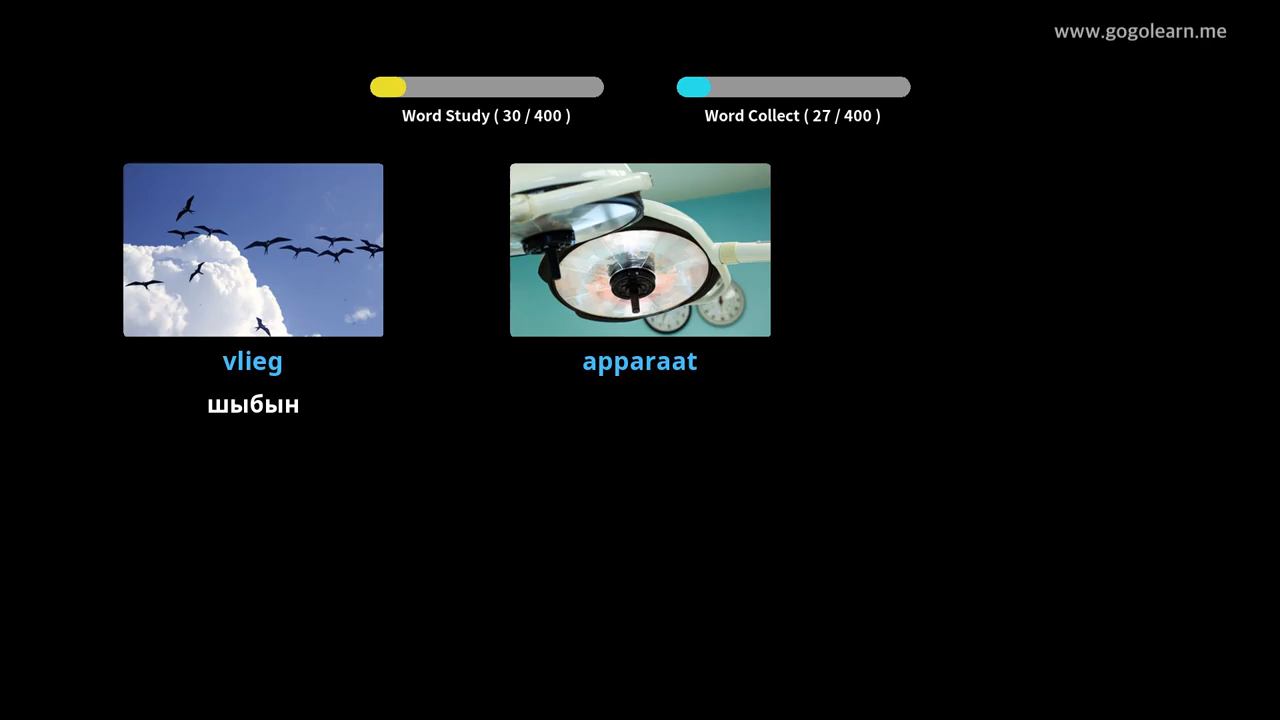 www.gogolearn.me
Word Study ( 30 / 400 )
Word Collect ( 27 / 400 )
vlieg
apparaat
шыбын